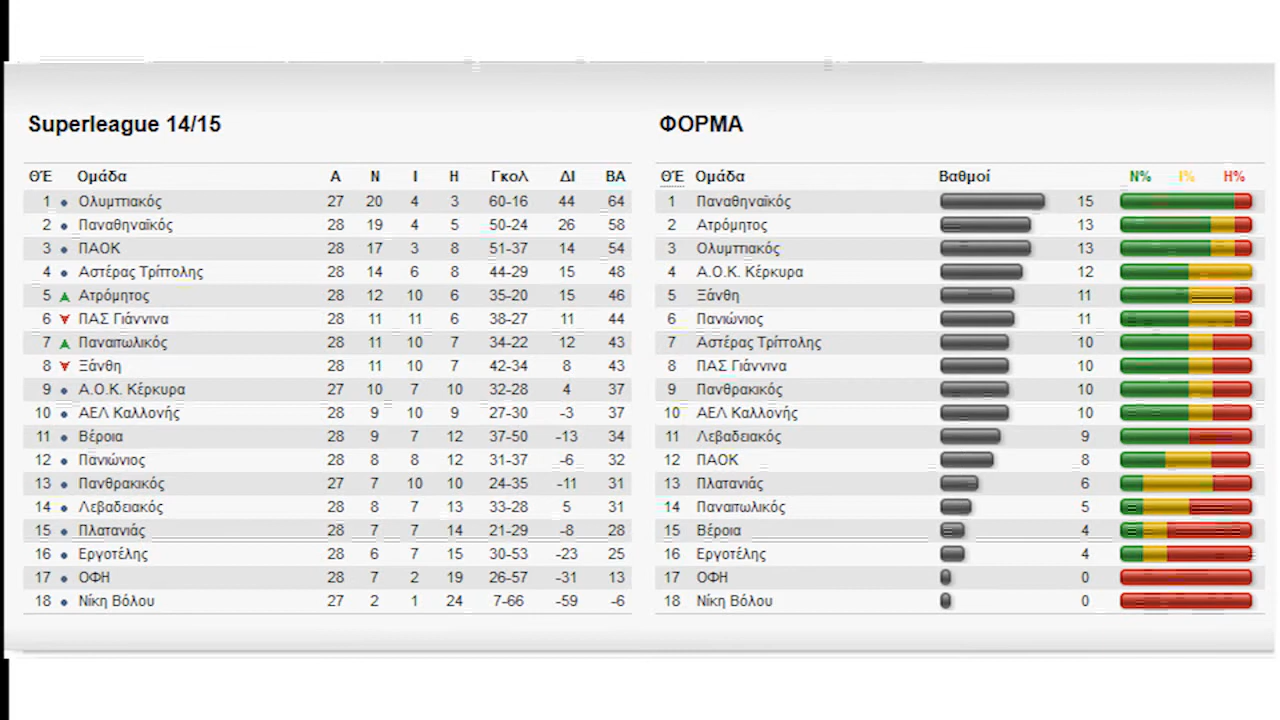 Superleague 14/15
Θ'Ε Ομάδα Α Ν Ι Η Γκολ ΔΙ ΒΑ
1 Ολυμπιακός 27 20 4 3 60-16 44 64
2 Παναθηναϊκός 28 19 4 5 50-24 26 58
3 ΠΑΟΚ 28 17 3 8 51-37 14 54
4 Αστέρας Τρίπολης 28 14 6 8 44-29 15 48
5 Ατρόμητος 28 12 10 6 35-20 15 46
6 ΠΑΣ Γιάννινα 28 11 11 6 38-27 11 44
7 Παναιτωλικός 28 11 10 7 34-22 12 43
8 Ξάνθη 28 11 10 7 42-34 8 43
9 Α.Ο.Κ. Κέρκυρα 27 10 7 10 32-28 4 37
10 ΑΕΛ Καλλονής 28 9 10 9 27-30 -3 37
11 Βέροια 28 9 7 12 37-50 -13 34
12 Πανιώνιος 28 8 8 12 31-37 -6 32
13 Πανθρακικός 27 7 10 10 24-35 -11 31
14 Λεβαδειακός 28 8 7 13 33-28 5 31
15 Πλατανιάς 28 7 7 14 21-29 -8 28
16 Εργοτέλης 28 6 7 15 30-53 -23 25
17 ΟΦΗ 28 7 2 19 26-57 -31 13
18 Νίκη Βόλου 27 2 1 24 7-66 -59 -6
ΦΟΡΜΑ
Θ'Ε Ομάδα Βαθμοί Ν% Ι% Η%
1 Παναθηναϊκός 15
2 Ατρόμητος 13
3 Ολυμπιακός 13
4 Α.Ο.Κ. Κέρκυρα 12
5 Ξάνθη 11
6 Πανιώνιος 11
7 Αστέρας Τρίπολης 10
8 ΠΑΣ Γιάννινα 10
9 Πανθρακικός 10
10 ΑΕΛ Καλλονής 10
11 Λεβαδειακός 9
12 ΠΑΟΚ 8
13 Πλατανιάς 6
14 Παναιτωλικός 5
15 Βέροια 4
16 Εργοτέλης 4
17 ΟΦΗ 0
18 Νίκη Βόλου 0